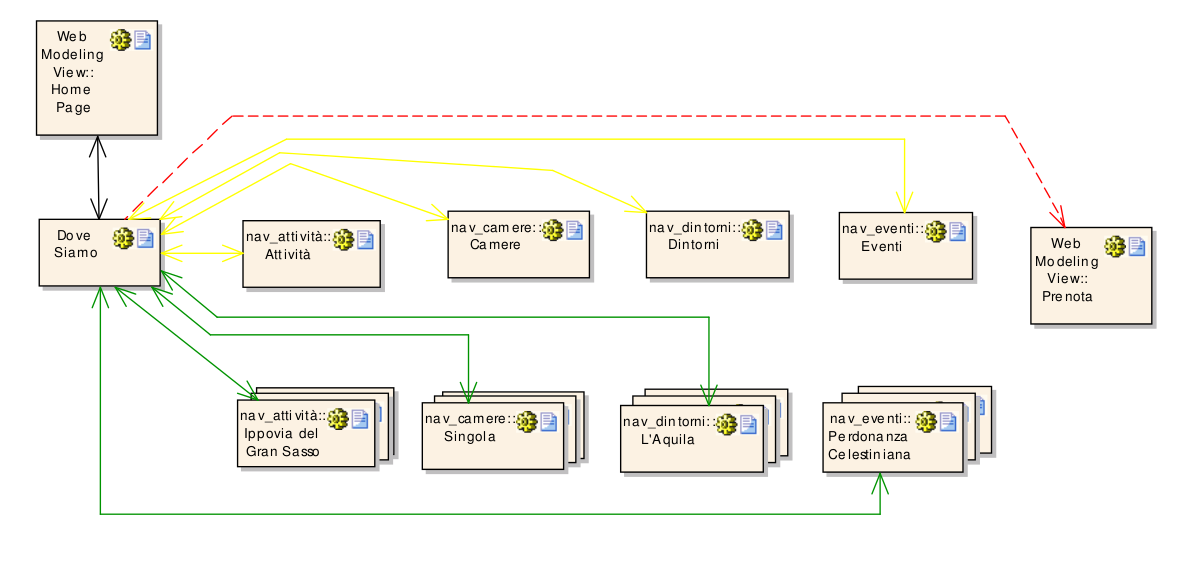 Web
Modeling
View::
Home
Page
Dove
Siamo
nav_attività::
Attività
nav_camere::
Camere
nav_dintorni::
Dintorni
nav_eventi::
Eventi
Web
Modeling
View::
Prenota
nav_attività::
Ippovia del
Gran Sasso
nav_camere::
Singola
nav_dintorni::
L'Aquila
nav_eventi::
Perdonanza
Celestiniana